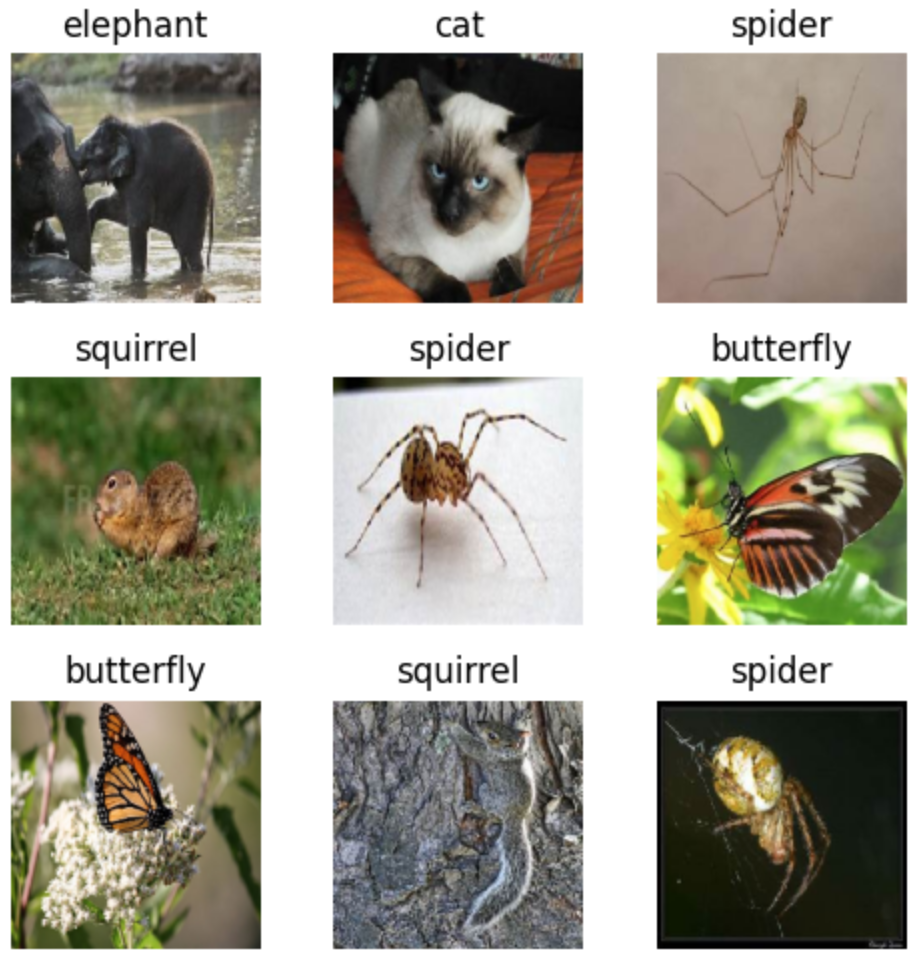 elephant
cat
spider
squirrel
spider
butterfly
butterfly
squirrel
spider